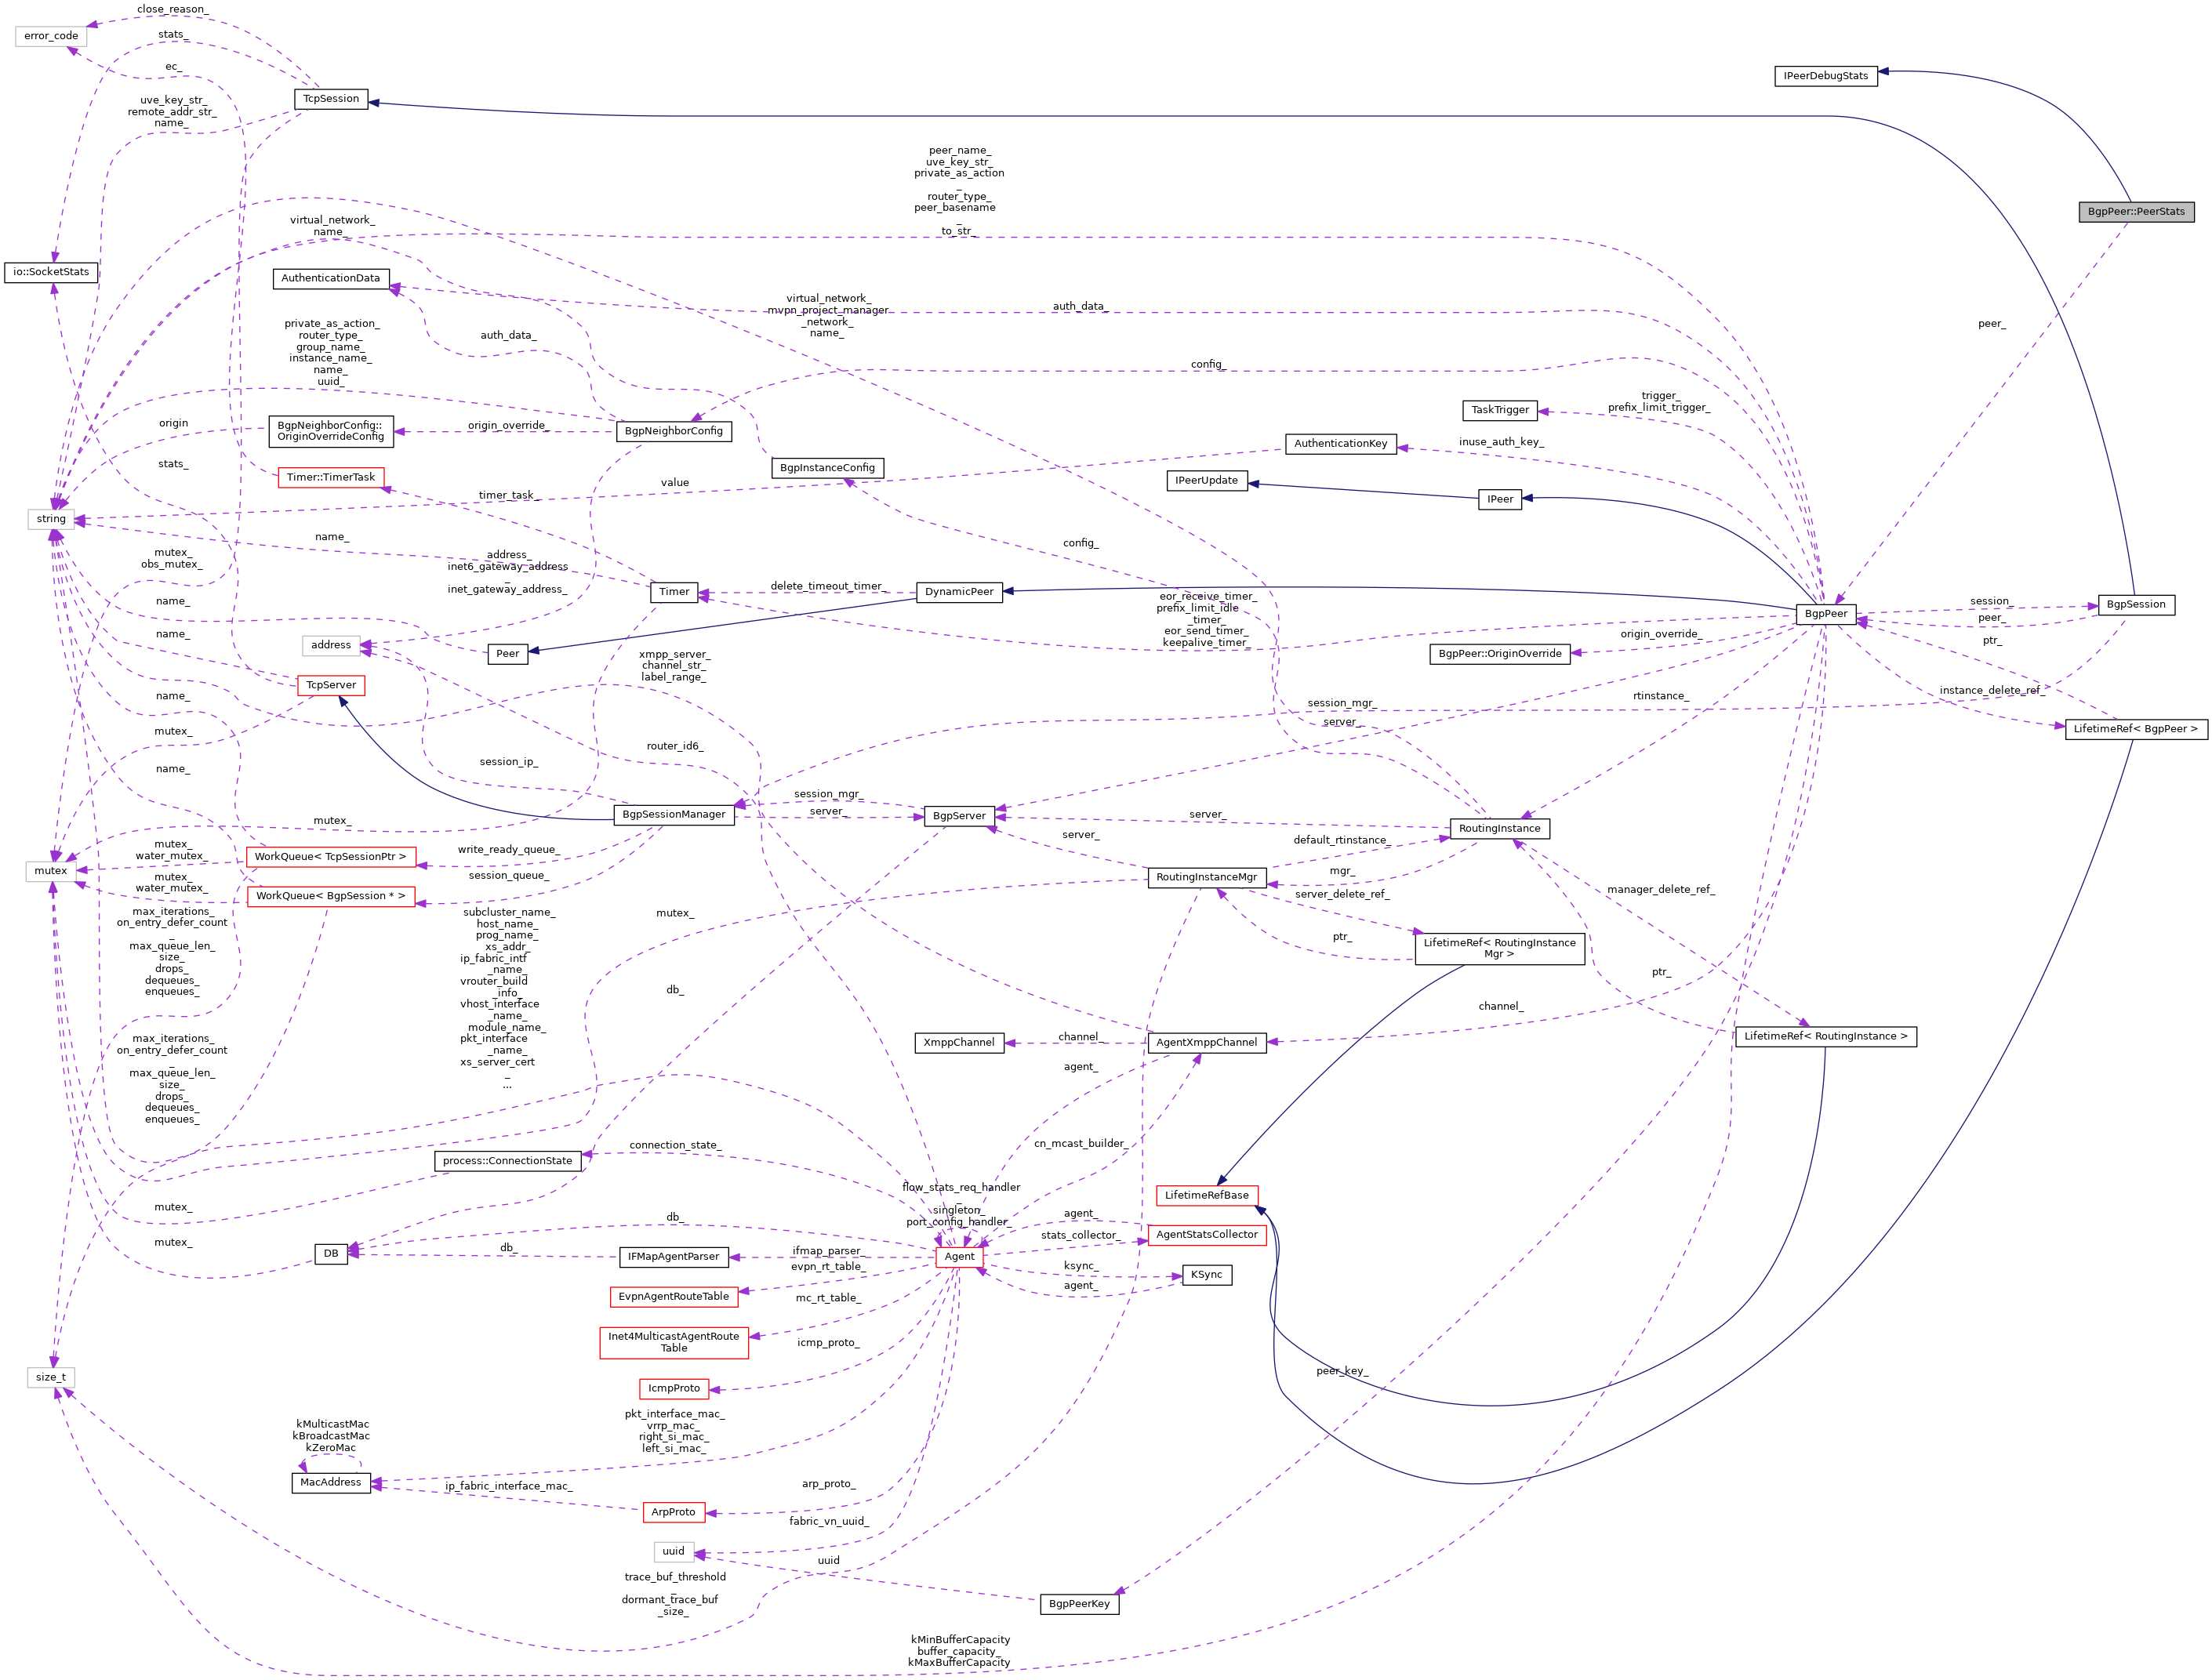 close_reason_
error_code
stats_
ec_
IPeerDebugStats
TcpSession
uve_key_str_
remote_addr_str_
name_
peer_name_
uve_key_str_
private_as_action
_
router_type_
peer_basename
_
to_str_
BgpPeer::PeerStats
virtual_network_
name_
io::SocketStats
AuthenticationData
virtual_network_
mvpn_project_manager
_network_
name_
auth_data_
peer_
private_as_action_
router_type_
group_name_
instance_name_
name_
uuid_
auth_data_
config_
trigger_
prefix_limit_trigger_
TaskTrigger
origin
BgpNeighborConfig::
OriginOverrideConfig
origin_override_
BgpNeighborConfig
AuthenticationKey
inuse_auth_key_
stats_
Timer::TimerTask
BgpInstanceConfig
value
IPeerUpdate
IPeer
timer_task_
string
name_
config_
mutex_
obs_mutex_
address_
inet6_gateway_address
_
inet_gateway_address_
Timer
delete_timeout_timer_
DynamicPeer
eor_receive_timer_
prefix_limit_idle
_timer_
eor_send_timer_
keepalive_timer_
BgpPeer
session_
peer_
BgpSession
name_
name_
address
Peer
origin_override_
BgpPeer::OriginOverride
ptr_
xmpp_server_
channel_str_
label_range_
TcpServer
name_
rtinstance_
instance_delete_ref_
session_mgr_
server_
LifetimeRef< BgpPeer >
mutex_
router_id6_
session_ip_
name_
session_mgr_
server_
BgpSessionManager
BgpServer
server_
RoutingInstance
mutex_
mutex_
water_mutex_
WorkQueue< TcpSessionPtr >
write_ready_queue_
server_
default_rtinstance_
mutex
mutex_
water_mutex_
WorkQueue< BgpSession * >
session_queue_
RoutingInstanceMgr
mgr_
server_delete_ref_
manager_delete_ref_
max_iterations_
on_entry_defer_count
_
max_queue_len_
size_
drops_
dequeues_
enqueues_
subcluster_name_
host_name_
prog_name_
xs_addr_
ip_fabric_intf
_name_
vrouter_build
_info_
vhost_interface
_name_
module_name_
pkt_interface
_name_
xs_server_cert
_
...
mutex_
ptr_
LifetimeRef< RoutingInstance
Mgr >
ptr_
db_
channel_
LifetimeRef< RoutingInstance >
max_iterations_
on_entry_defer_count
_
max_queue_len_
size_
drops_
dequeues_
enqueues_
XmppChannel
channel_
AgentXmppChannel
agent_
connection_state_
process::ConnectionState
cn_mcast_builder_
mutex_
flow_stats_req_handler
_
singleton_
port_config_handler_
LifetimeRefBase
mutex_
db_
agent_
AgentStatsCollector
DB
db_
IFMapAgentParser
ifmap_parser_
Agent
stats_collector_
evpn_rt_table_
ksync_
agent_
KSync
EvpnAgentRouteTable
mc_rt_table_
Inet4MulticastAgentRoute
Table
icmp_proto_
size_t
IcmpProto
peer_key_
kMulticastMac
kBroadcastMac
kZeroMac
pkt_interface_mac_
vrrp_mac_
right_si_mac_
left_si_mac_
MacAddress
ip_fabric_interface_mac_
arp_proto_
ArpProto
fabric_vn_uuid_
uuid
uuid
trace_buf_threshold
_
dormant_trace_buf
_size_
BgpPeerKey
kMinBufferCapacity
buffer_capacity_
kMaxBufferCapacity